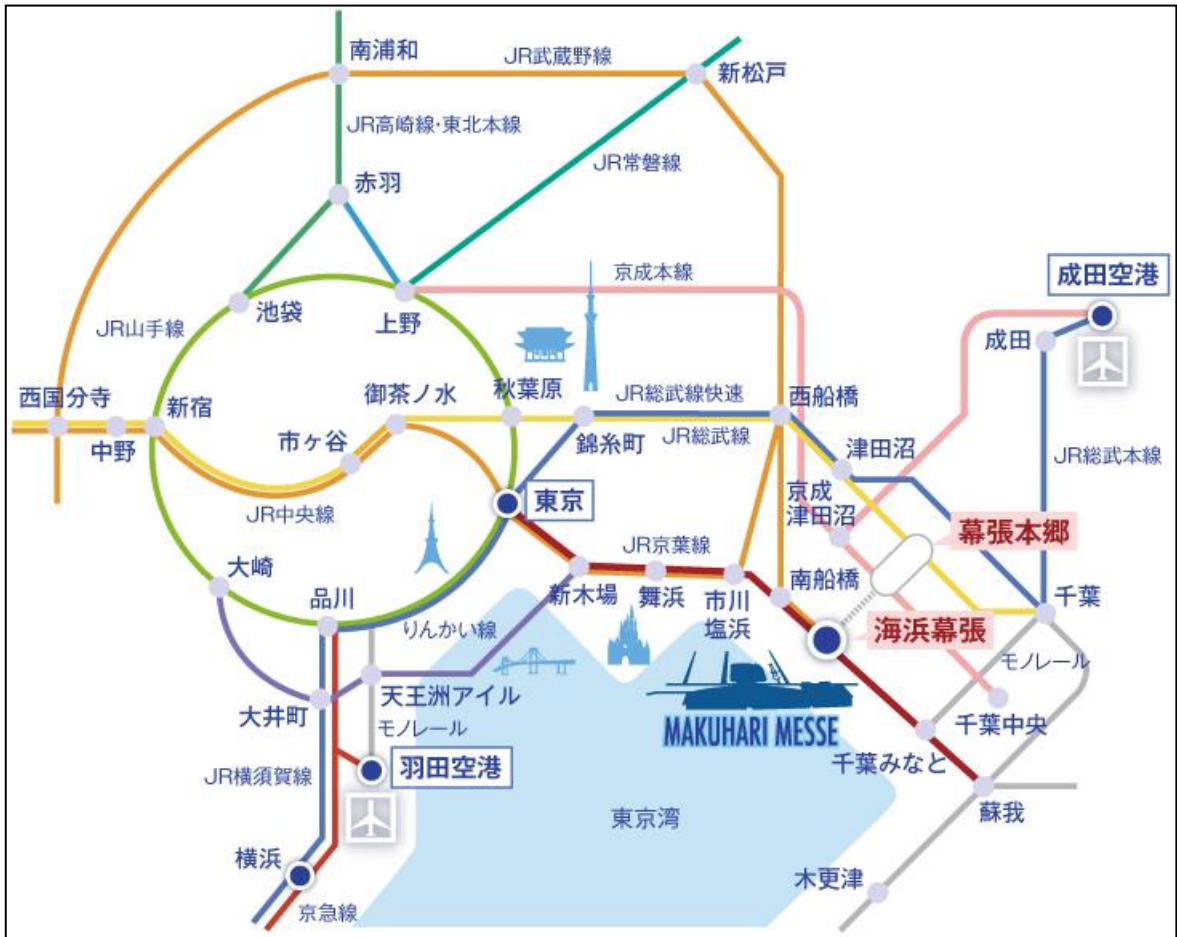 南浦和
JR武蔵野線
新松戸
JR高崎線・東北本線
JR常磐線
赤羽
京成本線
成田空港
池袋
上野
JR山手線
成田
西国分寺
新宿
御茶ノ水
秋葉原
JR総武線快速
西船橋
中野
市ヶ谷
錦糸町
JR総武線
津田沼
JR総武本線
JR中央線
東京
京成
津田沼
幕張本郷
JR京葉線
大崎
品川
新木場
舞浜
市川
塩浜
南船橋
海浜幕張
千葉
りんかい線
モノレール
大井町
天王洲アイル
MAKUHARI MESSE
千葉中央
モノレール
千葉みなと
JR横須賀線
羽田空港
東京湾
蘇我
横浜
木更津
京急線